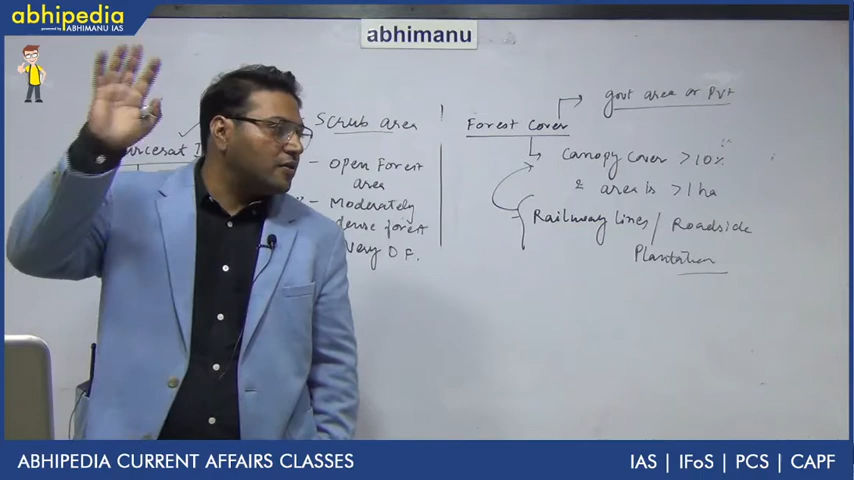 abhipedia
powered by ABHIMANU IAS
abhimanu
Scrub area
- Open Forest
area
- Moderately
dense forest
Very D F.
Forest Cover
govt area or Pvt
Canopy Cover >10%
& area is >1 ha
Railway lines / Roadside
Plantation
ABHIPEDIA CURRENT AFFAIRS CLASSES
IAS | IFoS | PCS | CAPF